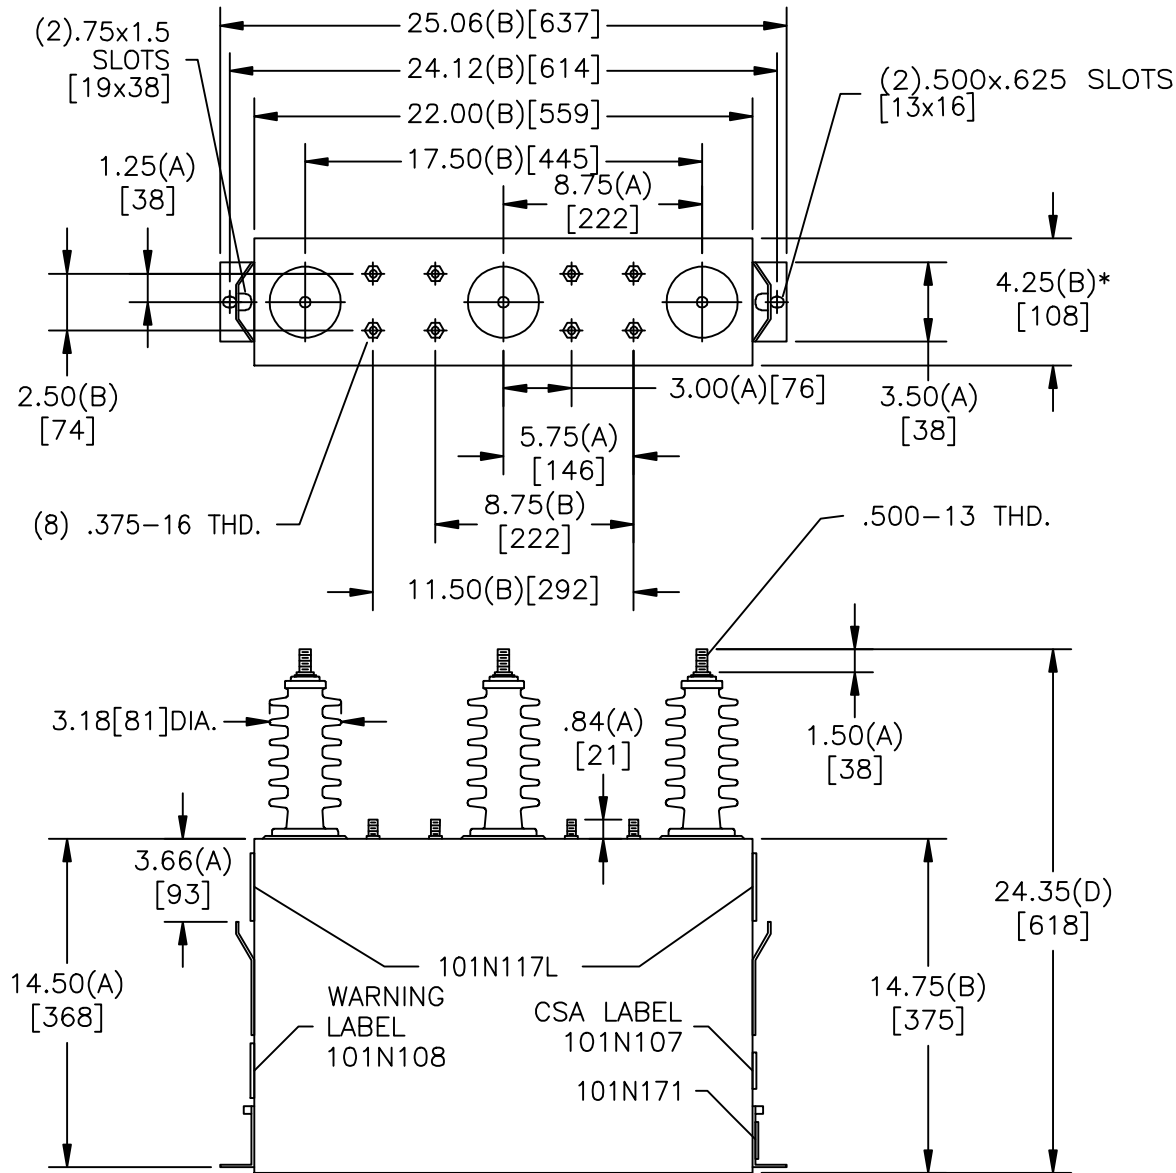 25.06(B)[637]
(2).75x1.5
SLOTS
[19x38]
24.12(B)[614]
(2).500x.625 SLOTS
[13x16]
22.00(B)[559]
17.50(B)[445]
1.25(A)
[38]
8.75(A)
[222]
4.25(B)*
[108]
2.50(B)
[74]
3.00(A)[76]
3.50(A)
[38]
5.75(A)
[146]
8.75(B)
[222]
(8) .375-16 THD.
.500-13 THD.
11.50(B)[292]
3.18[81]DIA.
.84(A)
[21]
1.50(A)
[38]
3.66(A)
[93]
24.35(D)
[618]
101N117L
14.50(A)
[368]
WARNING
LABEL
101N108
CSA LABEL
101N107
14.75(B)
[375]
101N171